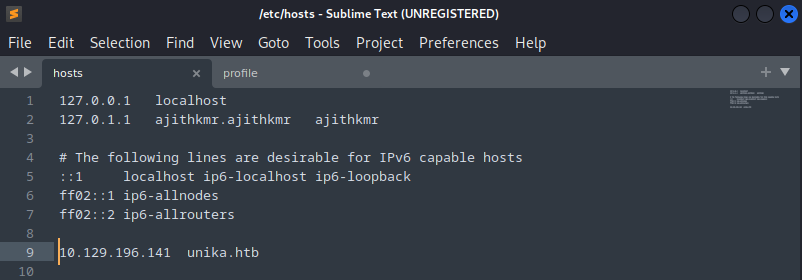 /etc/hosts - Sublime Text (UNREGISTERED)
File Edit Selection Find View Goto Tools Project Preferences Help
hosts profile
1 127.0.0.1 localhost
2 127.0.1.1 ajithkmr.ajithkmr ajithkmr
3
4 # The following lines are desirable for IPv6 capable hosts
5 ::1 localhost ip6-localhost ip6-loopback
6 ff02::1 ip6-allnodes
7 ff02::2 ip6-allrouters
8
9 10.129.196.141 unika.htb
10